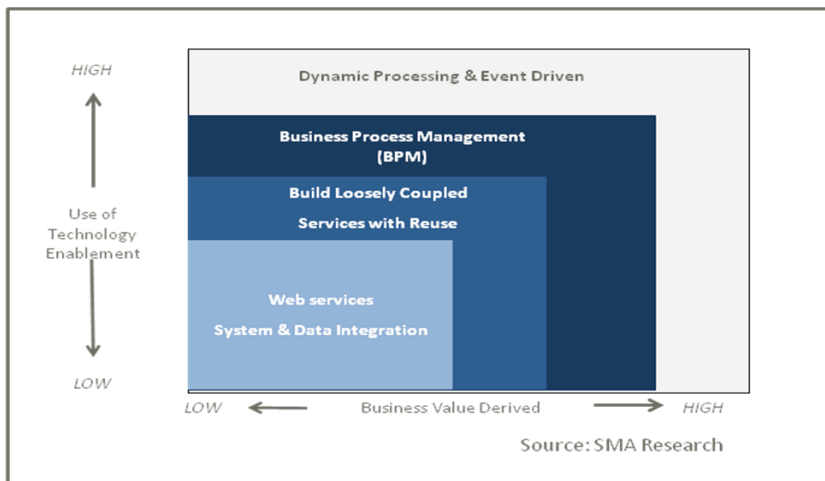 HIGH
Dynamic Processing & Event Driven
Business Process Management
(BPM)
Build Loosely Coupled
Services with Reuse
Use of
Technology
Enablement
Web services
System & Data Integration
LOW
LOW
Business Value Derived
HIGH
Source: SMA Research